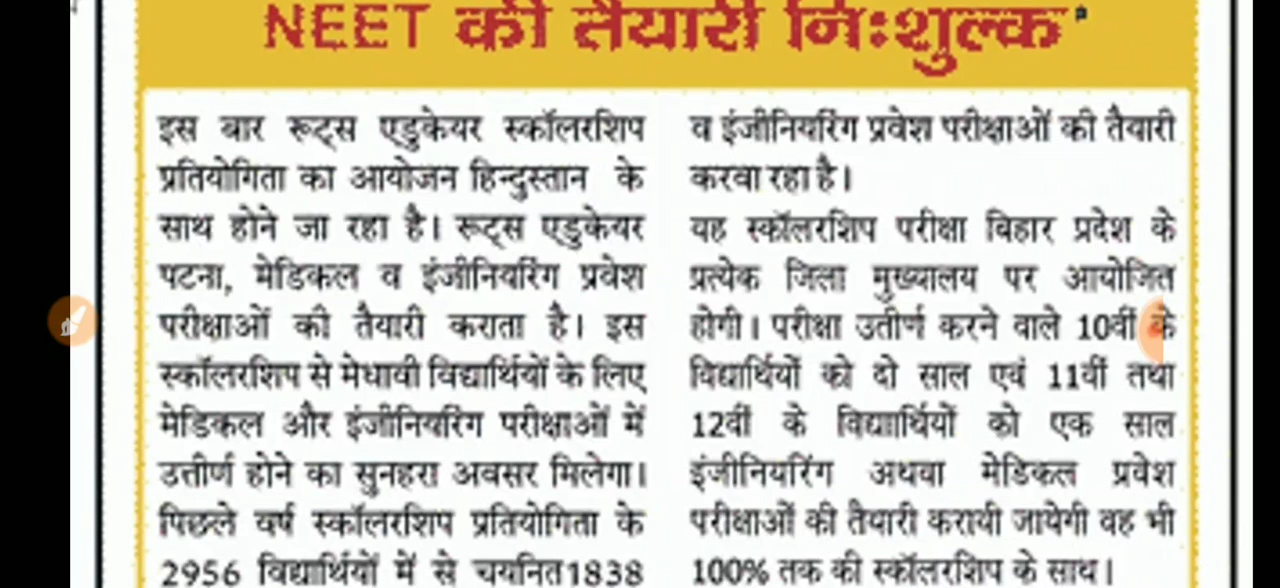 NEET की तैयारी निःशुल्क*
इस बार रूट्स एडुकेयर स्कॉलरशिप
प्रतियोगिता का आयोजन हिन्दुस्तान के
साथ होने जा रहा है। रूट्स एडुकेयर
पटना, मेडिकल व इंजीनियरिंग प्रवेश
परीक्षाओं की तैयारी कराता है। इस
स्कॉलरशिप से मेधावी विद्यार्थियों के लिए
मेडिकल और इंजीनियरिंग परीक्षाओं में
उतीर्ण होने का सुनहरा अवसर मिलेगा।
पिछले वर्ष स्कॉलरशिप प्रतियोगिता के
2956 विद्यार्थियों में से चयनित1838
व इंजीनियरिंग प्रवेश परीक्षाओं की तैयारी
करवा रहा है।
यह स्कॉलरशिप परीक्षा बिहार प्रदेश के
प्रत्येक जिला मुख्यालय पर आयोजित
होगी। परीक्षा उतीर्ण करने वाले 10वीं के
विद्यार्थियों को दो साल एवं 11वीं तथा
12वीं के विद्यार्थियों को एक साल
इंजीनियरिंग अथवा मेडिकल प्रवेश
परीक्षाओं की तैयारी करायी जायेगी वह भी
100% तक की स्कॉलरशिप के साथ।